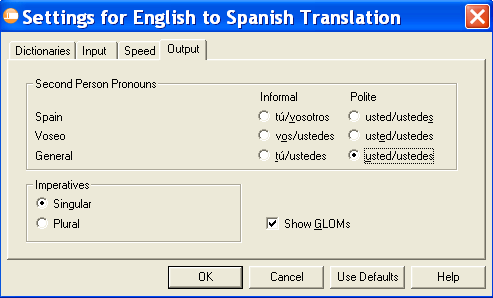 Settings for English to Spanish Translation
Dictionaries Input Speed Output
Second Person Pronouns
Informal Polite
Spain tú/vosotros usted/ustedes
Voseo vos/ustedes usted/ustedes
General tú/ustedes usted/ustedes
Imperatives
Singular
Plural
Show GLOMs
OK Cancel Use Defaults Help